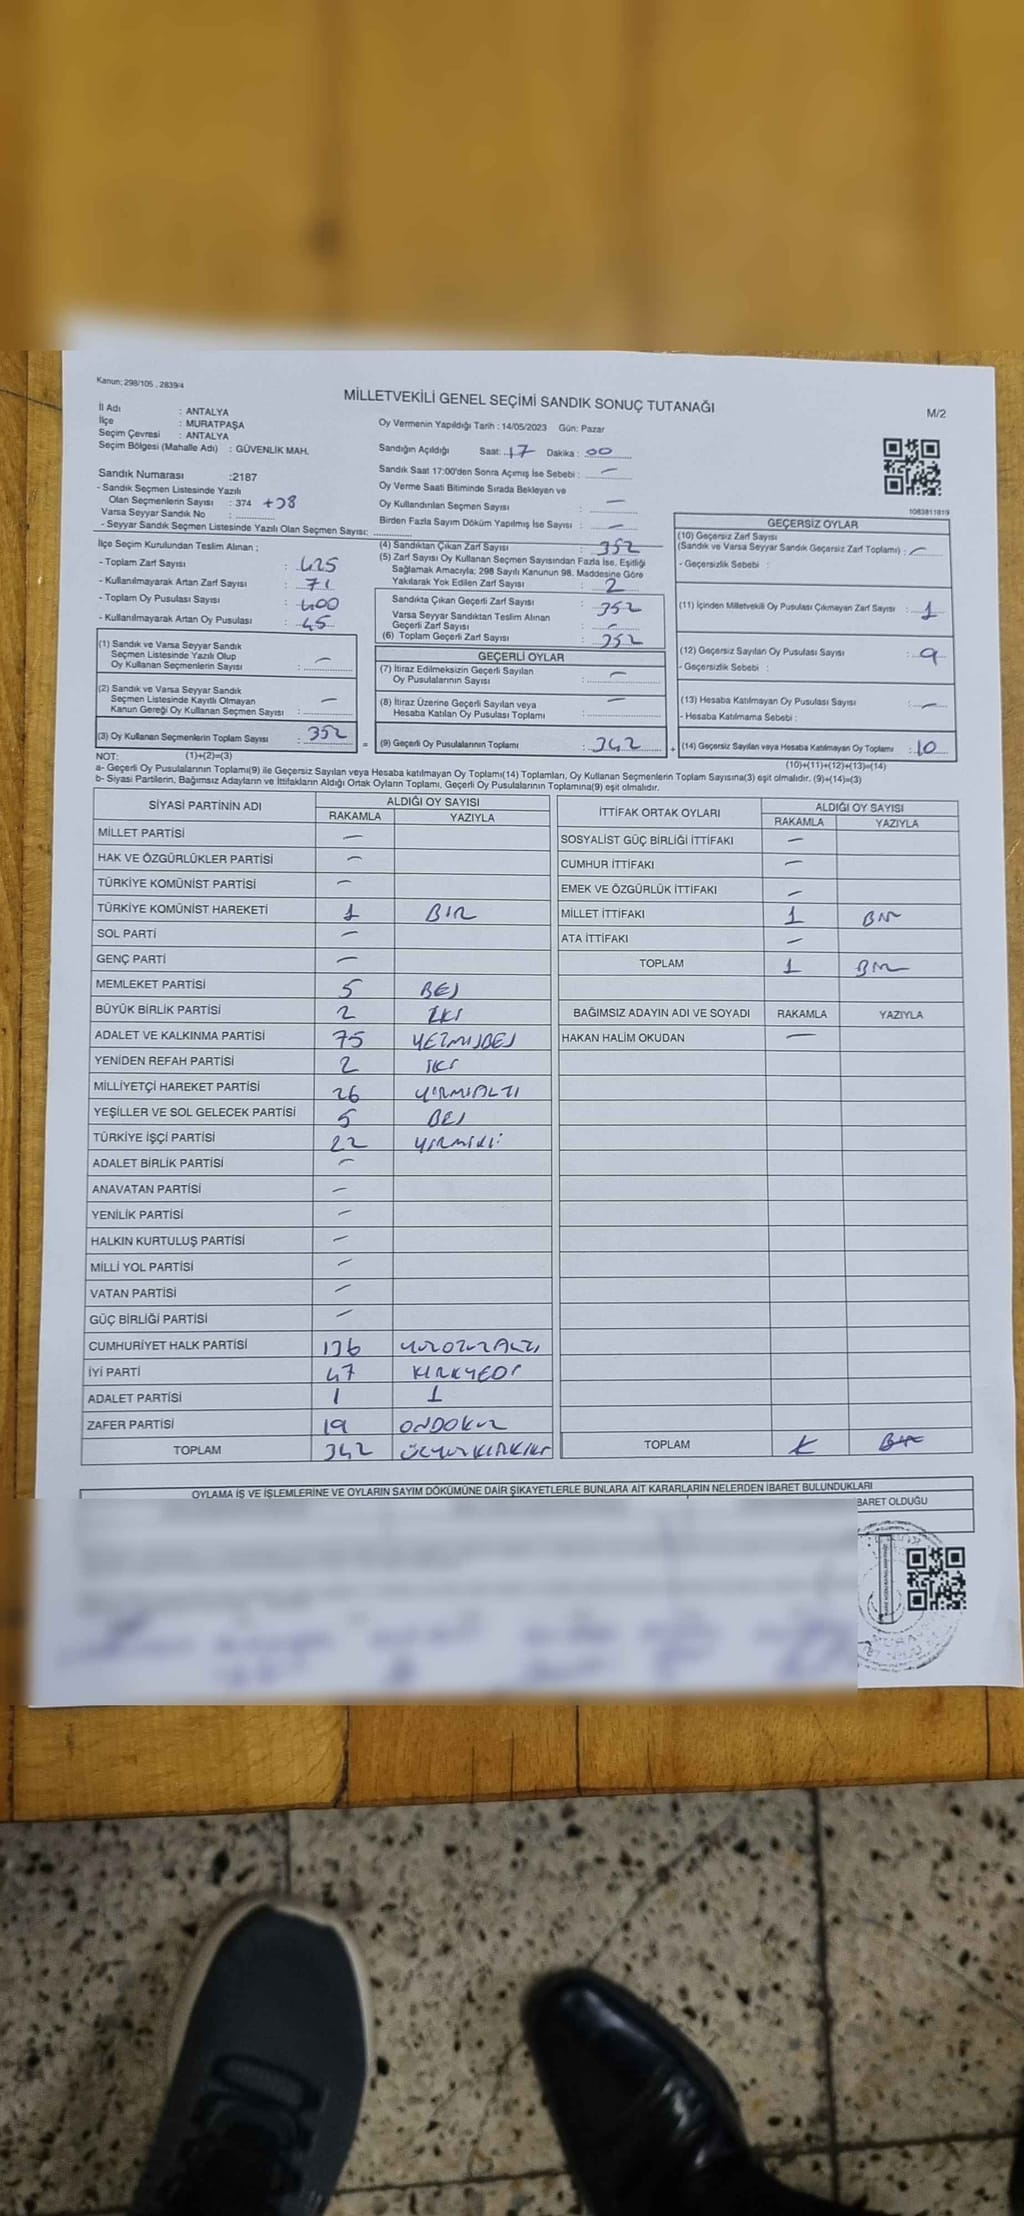 Kanun; 298/105 , 2839/4
MİLLETVEKİLİ GENEL SEÇİMİ SANDIK SONUÇ TUTANAĞI
M/2
İl Adı : ANTALYA
İlçe : MURATPAŞA
Seçim Çevresi : ANTALYA
Seçim Bölgesi (Mahalle Adı) : GÜVENLİK MAH.
Oy Vermenin Yapıldığı Tarih : 14/05/2023 Gün: Pazar
Sandığın Açıldığı Saat: 17 Dakika : 00
Sandık Saat 17:00'den Sonra Açımış İse Sebebi : —
Oy Verme Saati Bitiminde Sırada Bekleyen ve
Oy Kullandırılan Seçmen Sayısı : —
Birden Fazla Sayım Döküm Yapılmış İse Sayısı : —
Sandık Numarası :2187
- Sandık Seçmen Listesinde Yazılı
Olan Seçmenlerin Sayısı : 374 +38
Varsa Seyyar Sandık No :
- Seyyar Sandık Seçmen Listesinde Yazılı Olan Seçmen Sayısı:
1083811819
İlçe Seçim Kurulundan Teslim Alınan ;
- Toplam Zarf Sayısı : 425
- Kullanılmayarak Artan Zarf Sayısı : 71
- Toplam Oy Pusulası Sayısı : 400
- Kullanılmayarak Artan Oy Pusulası : 45
(4) Sandıktan Çıkan Zarf Sayısı : 352
(5) Zarf Sayısı Oy Kullanan Seçmen Sayısından Fazla İse, Eşitliği
Sağlamak Amacıyla; 298 Sayılı Kanunun 98. Maddesine Göre
Yakılarak Yok Edilen Zarf Sayısı : 2
Sandıkta Çıkan Geçerli Zarf Sayısı : 352
Varsa Seyyar Sandıktan Teslim Alınan
Geçerli Zarf Sayısı : —
(6) Toplam Geçerli Zarf Sayısı : 352
GEÇERSİZ OYLAR
(10) Geçersiz Zarf Sayısı
(Sandık ve Varsa Seyyar Sandık Geçersiz Zarf Toplamı) : —
- Geçersizlik Sebebi :
(11) İçinden Milletvekili Oy Pusulası Çıkmayan Zarf Sayısı : 1
(12) Geçersiz Sayılan Oy Pusulası Sayısı : 9
- Geçersizlik Sebebi :
(13) Hesaba Katılmayan Oy Pusulası Sayısı : —
- Hesaba Katılmama Sebebi :
(14) Geçersiz Sayılan veya Hesaba Katılmayan Oy Toplamı : 10
(10)+(11)+(12)+(13)=(14)
(1) Sandık ve Varsa Seyyar Sandık
Seçmen Listesinde Yazılı Olup
Oy Kullanan Seçmenlerin Sayısı : —
(2) Sandık ve Varsa Seyyar Sandık
Seçmen Listesinde Kayıtlı Olmayan
Kanun Gereği Oy Kullanan Seçmen Sayısı : —
(3) Oy Kullanan Seçmenlerin Toplam Sayısı : 352
GEÇERLİ OYLAR
(7) İtiraz Edilmeksizin Geçerli Sayılan
Oy Pusulalarının Sayısı : —
(8) İtiraz Üzerine Geçerli Sayılan veya
Hesaba Katılan Oy Pusulası Toplamı : —
= (9) Geçerli Oy Pusulalarının Toplamı : 342 +
NOT: (1)+(2)=(3)
a- Geçerli Oy Pusulalarının Toplamı(9) ile Geçersiz Sayılan veya Hesaba katılmayan Oy Toplamı(14) Toplamları, Oy Kullanan Seçmenlerin Toplam Sayısına(3) eşit olmalıdır. (9)+(14)=(3)
b- Siyasi Partilerin, Bağımsız Adayların ve İttifakların Aldığı Ortak Oyların Toplamı, Geçerli Oy Pusulalarının Toplamına(9) eşit olmalıdır.
SİYASİ PARTİNİN ADI ALDIĞI OY SAYISI
RAKAMLA YAZIYLA
MİLLET PARTİSİ —
HAK VE ÖZGÜRLÜKLER PARTİSİ —
TÜRKİYE KOMÜNİST PARTİSİ —
TÜRKİYE KOMÜNİST HAREKETİ 1 BİR
SOL PARTİ —
GENÇ PARTİ —
MEMLEKET PARTİSİ 5 BEŞ
BÜYÜK BİRLİK PARTİSİ 2 İKİ
ADALET VE KALKINMA PARTİSİ 75 YETMİŞBEŞ
YENİDEN REFAH PARTİSİ 2 İKİ
MİLLİYETÇİ HAREKET PARTİSİ 26 YİRMİALTI
YEŞİLLER VE SOL GELECEK PARTİSİ 5 BEŞ
TÜRKİYE İŞÇİ PARTİSİ 22 YİRMİİKİ
ADALET BİRLİK PARTİSİ —
ANAVATAN PARTİSİ —
YENİLİK PARTİSİ —
HALKIN KURTULUŞ PARTİSİ —
MİLLİ YOL PARTİSİ —
VATAN PARTİSİ —
GÜÇ BİRLİĞİ PARTİSİ —
CUMHURİYET HALK PARTİSİ 136 YÜZOTUZALTI
İYİ PARTİ 47 KIRKYEDİ
ADALET PARTİSİ 1 1
ZAFER PARTİSİ 19 ONDOKUZ
TOPLAM 342 ÜÇYÜZKIRKİKİ
İTTİFAK ORTAK OYLARI ALDIĞI OY SAYISI
RAKAMLA YAZIYLA
SOSYALİST GÜÇ BİRLİĞİ İTTİFAKI —
CUMHUR İTTİFAKI —
EMEK VE ÖZGÜRLÜK İTTİFAKI —
MİLLET İTTİFAKI 1 BİR
ATA İTTİFAKI —
TOPLAM 1 BİR
BAĞIMSIZ ADAYIN ADI VE SOYADI RAKAMLA YAZIYLA
HAKAN HALİM OKUDAN —
TOPLAM
OYLAMA İŞ VE İŞLEMLERİNE VE OYLARIN SAYIM DÖKÜMÜNE DAİR ŞİKAYETLERLE BUNLARA AİT KARARLARIN NELERDEN İBARET BULUNDUKLARI
BARET OLDUĞU